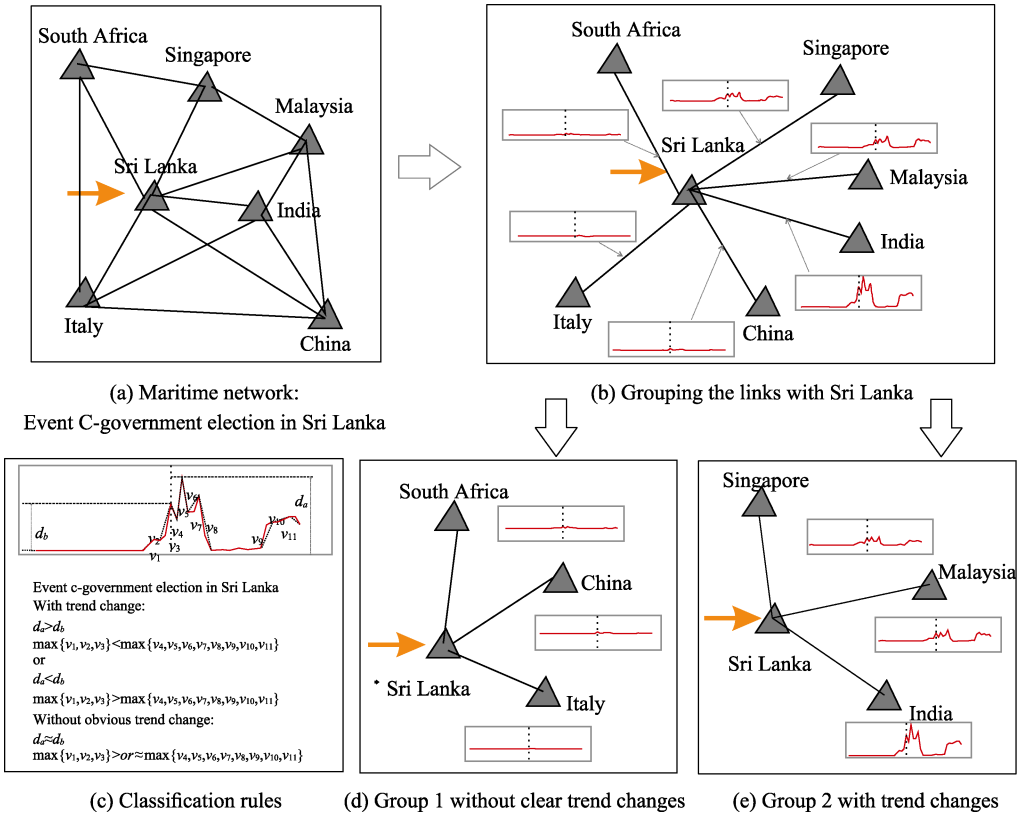 South Africa
Singapore
Malaysia
Sri Lanka
India
Italy
China
(a) Maritime network:
Event C-government election in Sri Lanka
South Africa
Singapore
Sri Lanka
Malaysia
India
Italy
China
(b) Grouping the links with Sri Lanka
d_b
v_1
v_2
v_3
v_4
v_5
v_6
v_7
v_8
v_9
v_10
v_11
d_a
Event c-government election in Sri Lanka
With trend change:
d_a>d_b
max{v_1,v_2,v_3}<max{v_4,v_5,v_6,v_7,v_8,v_9,v_10,v_11}
or
d_a<d_b
max{v_1,v_2,v_3}>max{v_4,v_5,v_6,v_7,v_8,v_9,v_10,v_11}
Without obvious trend change:
d_a≈d_b
max{v_1,v_2,v_3}>or≈max{v_4,v_5,v_6,v_7,v_8,v_9,v_10,v_11}
(c) Classification rules
South Africa
China
* Sri Lanka
Italy
(d) Group 1 without clear trend changes
Singapore
Malaysia
Sri Lanka
India
(e) Group 2 with trend changes